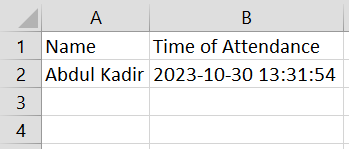 A B
1 Name Time of Attendance
2 Abdul Kadir 2023-10-30 13:31:54
3
4